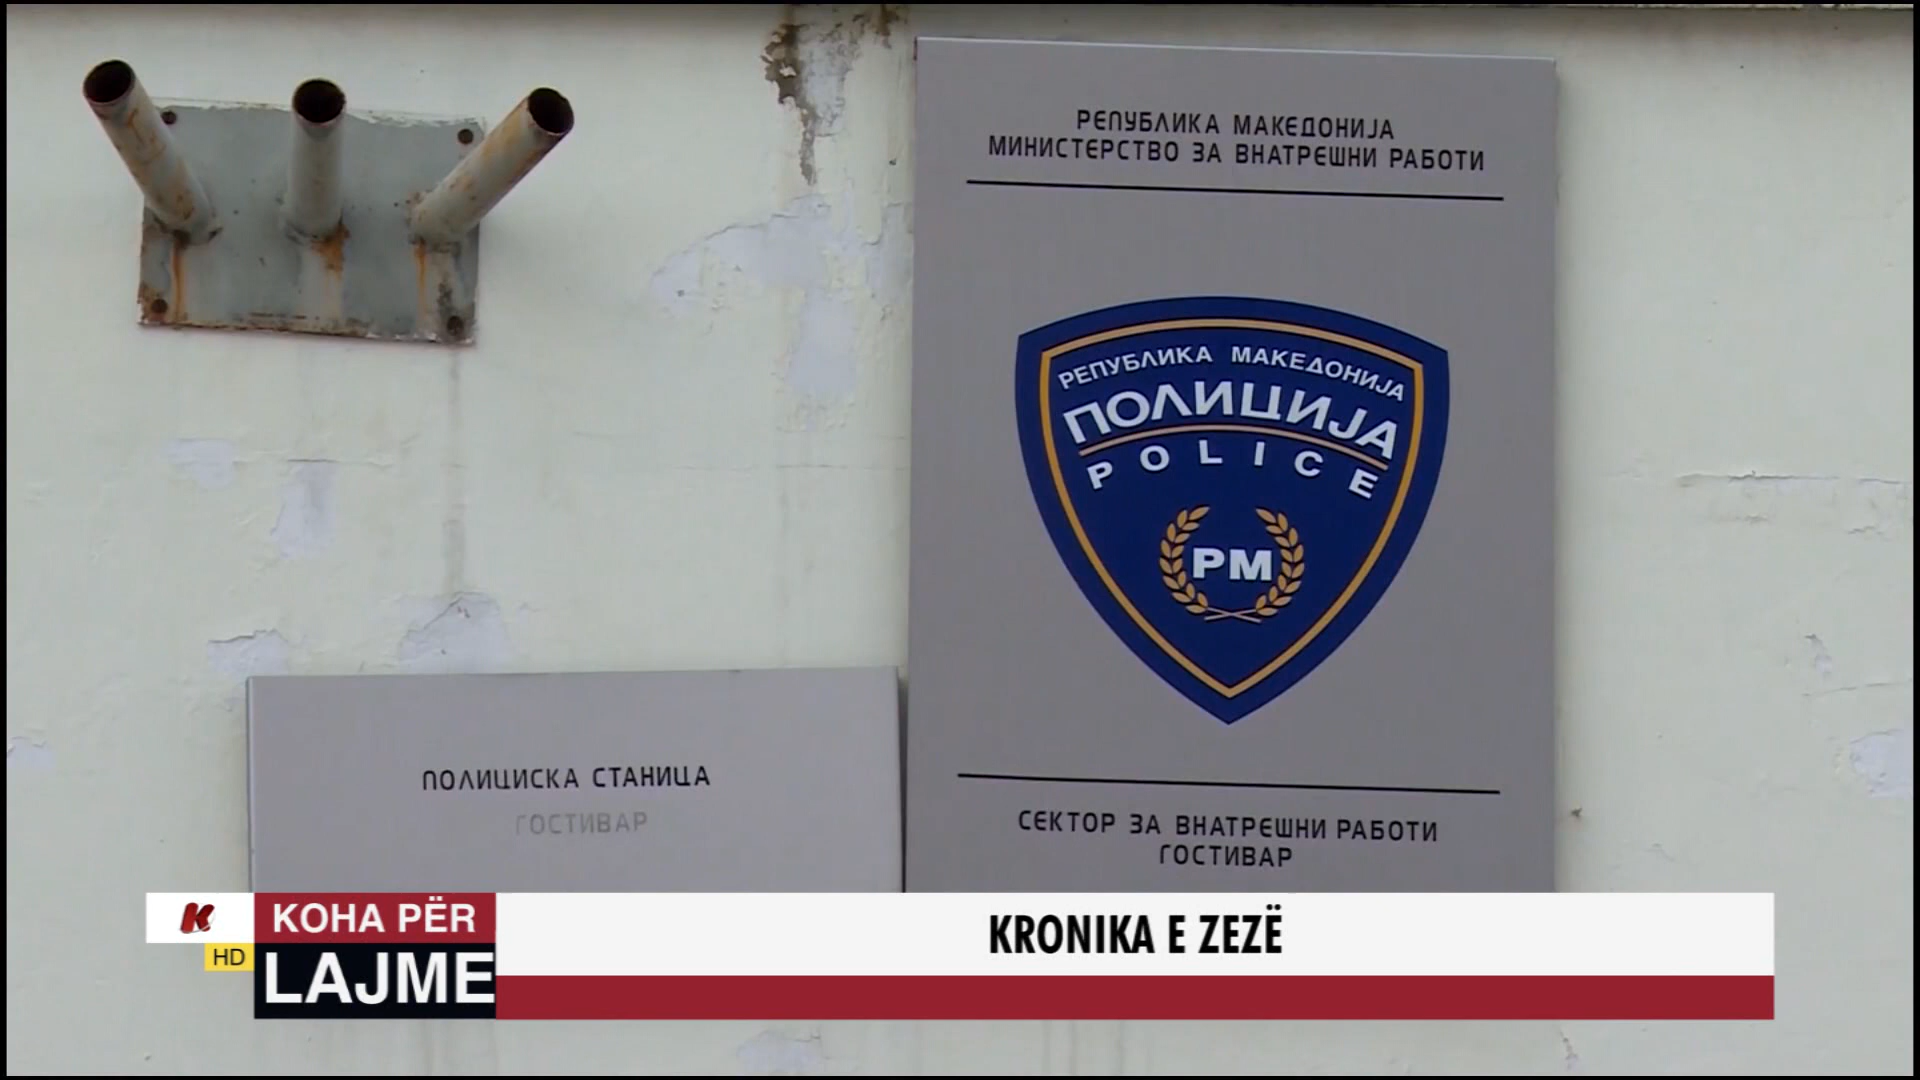 РЕПУБЛИКА МАКЕДОНИЈА
МИНИСТЕРСТВО ЗА ВНАТРЕШНИ РАБОТИ
РЕПУБЛИКА МАКЕДОНИЈА
ПОЛИЦИЈА
POLICE
РМ
ПОЛИЦИСКА СТАНИЦА
ГОСТИВАР
СЕКТОР ЗА ВНАТРЕШНИ РАБОТИ
ГОСТИВАР
K
HD
KOHA PËR
LAJME
KRONIKA E ZEZË